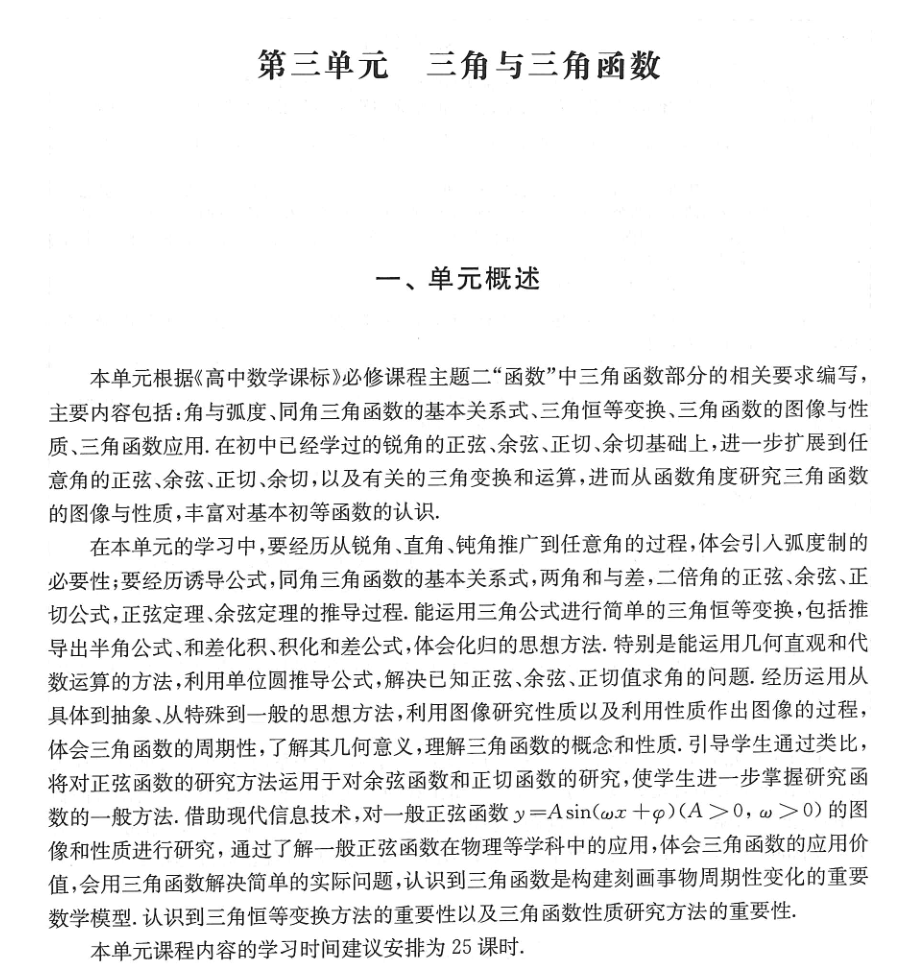 第三单元 三角与三角函数
一、单元概述
本单元根据《高中数学课标》必修课程主题二“函数”中三角函数部分的相关要求编写,
主要内容包括:角与弧度、同角三角函数的基本关系式、三角恒等变换、三角函数的图像与性
质、三角函数应用. 在初中已经学过的锐角的正弦、余弦、正切、余切基础上,进一步扩展到任
意角的正弦、余弦、正切、余切,以及有关的三角变换和运算,进而从函数角度研究三角函数
的图像与性质,丰富对基本初等函数的认识.
在本单元的学习中,要经历从锐角、直角、钝角推广到任意角的过程,体会引入弧度制的
必要性;要经历诱导公式,同角三角函数的基本关系式,两角和与差,二倍角的正弦、余弦、正
切公式,正弦定理、余弦定理的推导过程. 能运用三角公式进行简单的三角恒等变换,包括推
导出半角公式、和差化积、积化和差公式,体会化归的思想方法. 特别是能运用几何直观和代
数运算的方法,利用单位圆推导公式,解决已知正弦、余弦、正切值求角的问题. 经历运用从
具体到抽象、从特殊到一般的思想方法,利用图像研究性质以及利用性质作出图像的过程,
体会三角函数的周期性,了解其几何意义,理解三角函数的概念和性质. 引导学生通过类比,
将对正弦函数的研究方法运用于对余弦函数和正切函数的研究,使学生进一步掌握研究函
数的一般方法. 借助现代信息技术,对一般正弦函数 y=Asin(ωx+φ)(A>0, ω>0) 的图
像和性质进行研究, 通过了解一般正弦函数在物理等学科中的应用,体会三角函数的应用价
值,会用三角函数解决简单的实际问题,认识到三角函数是构建刻画事物周期性变化的重要
数学模型. 认识到三角恒等变换方法的重要性以及三角函数性质研究方法的重要性.
本单元课程内容的学习时间建议安排为 25 课时.